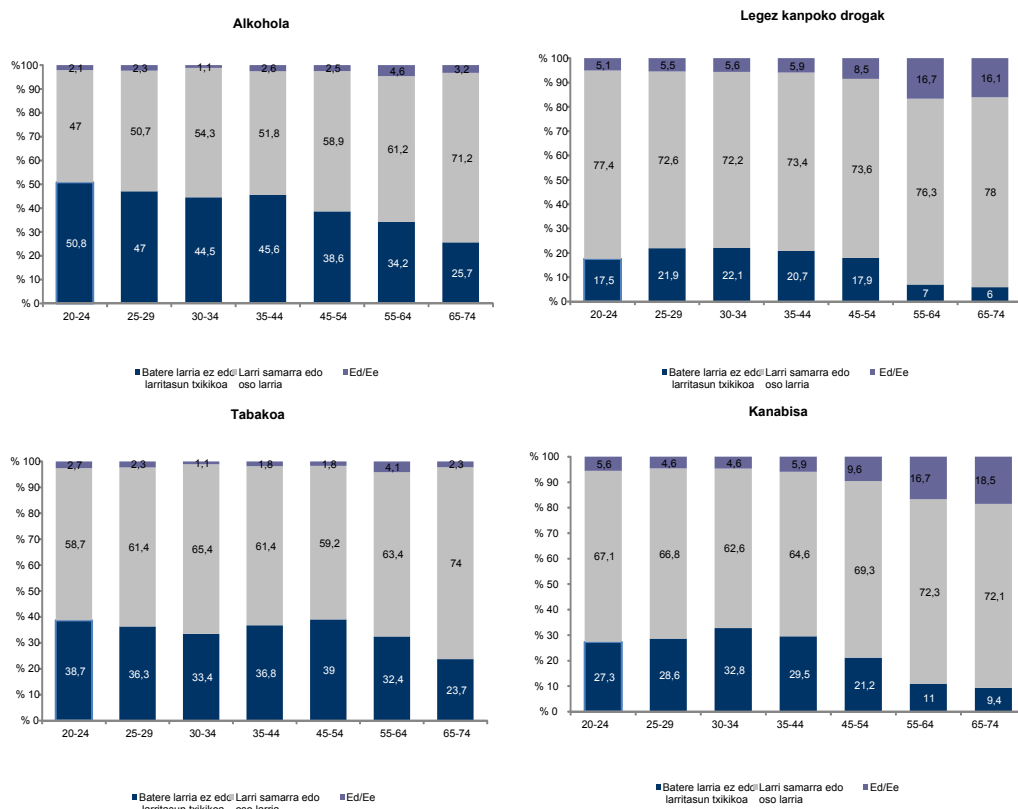 Alkohola
%100
% 90
% 80
% 70
% 60
% 50
% 40
% 30
% 20
% 10
% 0
2,1 2,3 1,1 2,6 2,5 4,6 3,2
47 50,7 54,3 51,8 58,9 61,2 71,2
50,8 47 44,5 45,6 38,6 34,2 25,7
20-24 25-29 30-34 35-44 45-54 55-64 65-74
Batere larria ez edo Larri samarra edo Ed/Ee
larritasun txikikoa oso larria
Legez kanpoko drogak
% 100
% 90
% 80
% 70
% 60
% 50
% 40
% 30
% 20
% 10
% 0
5,1 5,5 5,6 5,9 8,5 16,7 16,1
77,4 72,6 72,2 73,4 73,6 76,3 78
17,5 21,9 22,1 20,7 17,9 7 6
20-24 25-29 30-34 35-44 45-54 55-64 65-74
Batere larria ez edo Larri samarra edo Ed/Ee
larritasun txikikoa oso larria
Tabakoa
% 100
% 90
% 80
% 70
% 60
% 50
% 40
% 30
% 20
% 10
% 0
2,7 2,3 1,1 1,8 1,8 4,1 2,3
58,7 61,4 65,4 61,4 59,2 63,4 74
38,7 36,3 33,4 36,8 39 32,4 23,7
20-24 25-29 30-34 35-44 45-54 55-64 65-74
Batere larria ez edo Larri samarra edo Ed/Ee
larritasun txikikoa oso larria
Kanabisa
% 100
% 90
% 80
% 70
% 60
% 50
% 40
% 30
% 20
% 10
% 0
5,6 4,6 4,6 5,9 9,6 16,7 18,5
67,1 66,8 62,6 64,6 69,3 72,3 72,1
27,3 28,6 32,8 29,5 21,2 11 9,4
20-24 25-29 30-34 35-44 45-54 55-64 65-74
Batere larria ez edo Larri samarra edo Ed/Ee
larritasun txikikoa oso larria